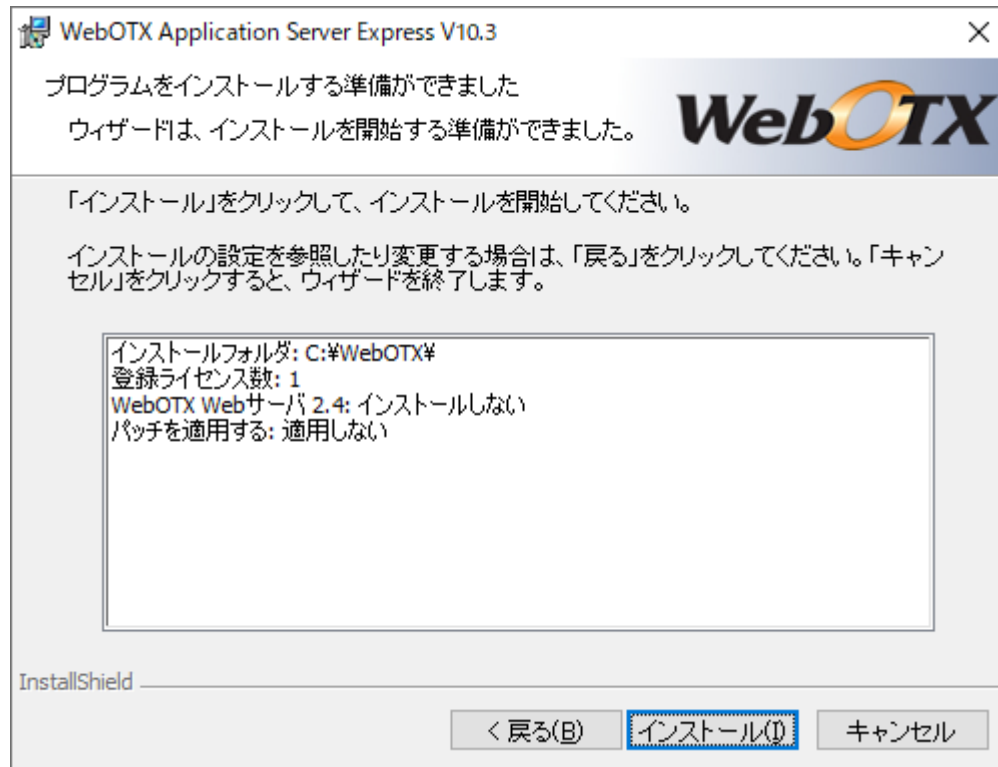 WebOTX Application Server Express V10.3
プログラムをインストールする準備ができました
ウィザードは、インストールを開始する準備ができました。
WebOTX
「インストール」をクリックして、インストールを開始してください。
インストールの設定を参照したり変更する場合は、「戻る」をクリックしてください。「キャン
セル」をクリックすると、ウィザードを終了します。
インストールフォルダ: C:¥WebOTX¥
登録ライセンス数: 1
WebOTX Webサーバ 2.4: インストールしない
パッチを適用する: 適用しない
InstallShield
< 戻る(B)
インストール(I)
キャンセル